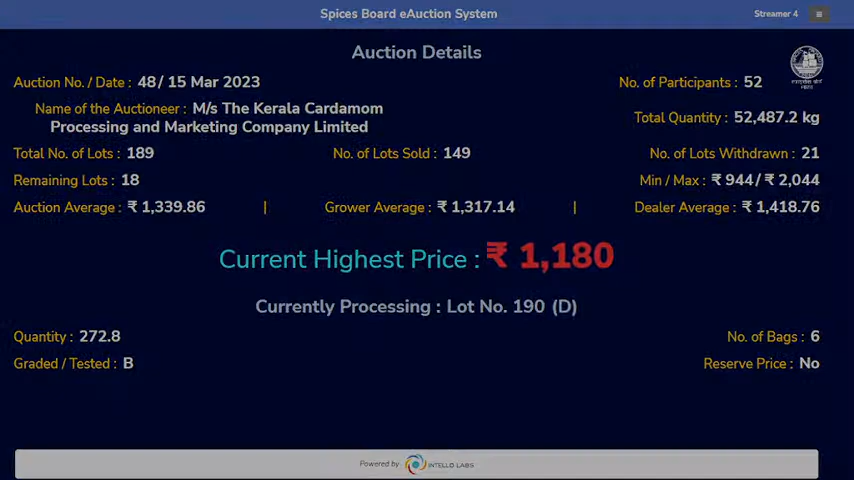 Spices Board eAuction System
Streamer 4
Auction Details
Auction No. / Date : 48/ 15 Mar 2023
No. of Participants : 52
Name of the Auctioneer : M/s The Kerala Cardamom
Processing and Marketing Company Limited
Total Quantity : 52,487.2 kg
Total No. of Lots : 189
No. of Lots Sold : 149
No. of Lots Withdrawn : 21
Remaining Lots : 18
Min / Max : ₹ 944/ ₹ 2,044
Auction Average : ₹ 1,339.86 | Grower Average : ₹ 1,317.14 | Dealer Average : ₹ 1,418.76
Current Highest Price : ₹ 1,180
Currently Processing : Lot No. 190 (D)
Quantity : 272.8
No. of Bags : 6
Graded / Tested : B
Reserve Price : No
Powered by INTELLO LABS